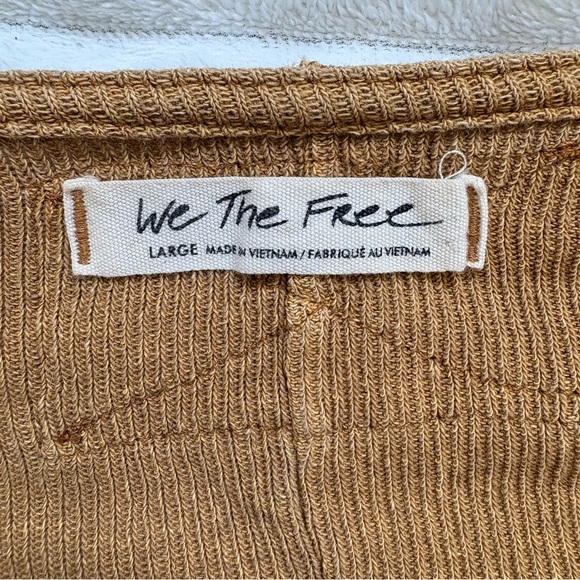 We The Free
LARGE MADE IN VIETNAM / FABRIQUÉ AU VIETNAM